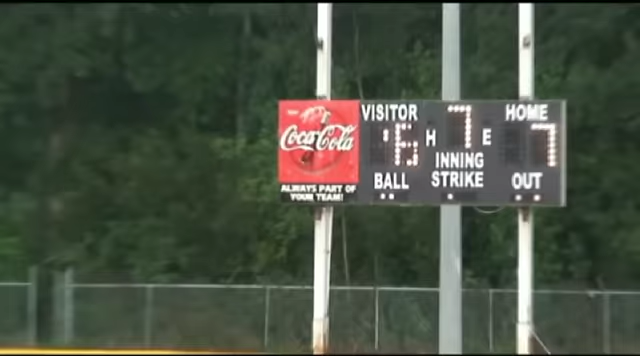 VISITOR HOME
Coca-Cola
6 H 7 E 7
INNING
BALL STRIKE OUT
ALWAYS PART OF
YOUR TEAM!